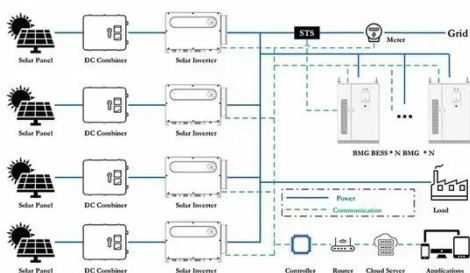 STS
Meter
Grid
Solar Panel
DC Combiner
Solar Inverter
Solar Panel
DC Combiner
Solar Inverter
BMG BESS * N BMG * N
Solar Panel
DC Combiner
Solar Inverter
Power
Communication
Load
Solar Panel
DC Combiner
Solar Inverter
Controller
Router
Cloud Server
Applications